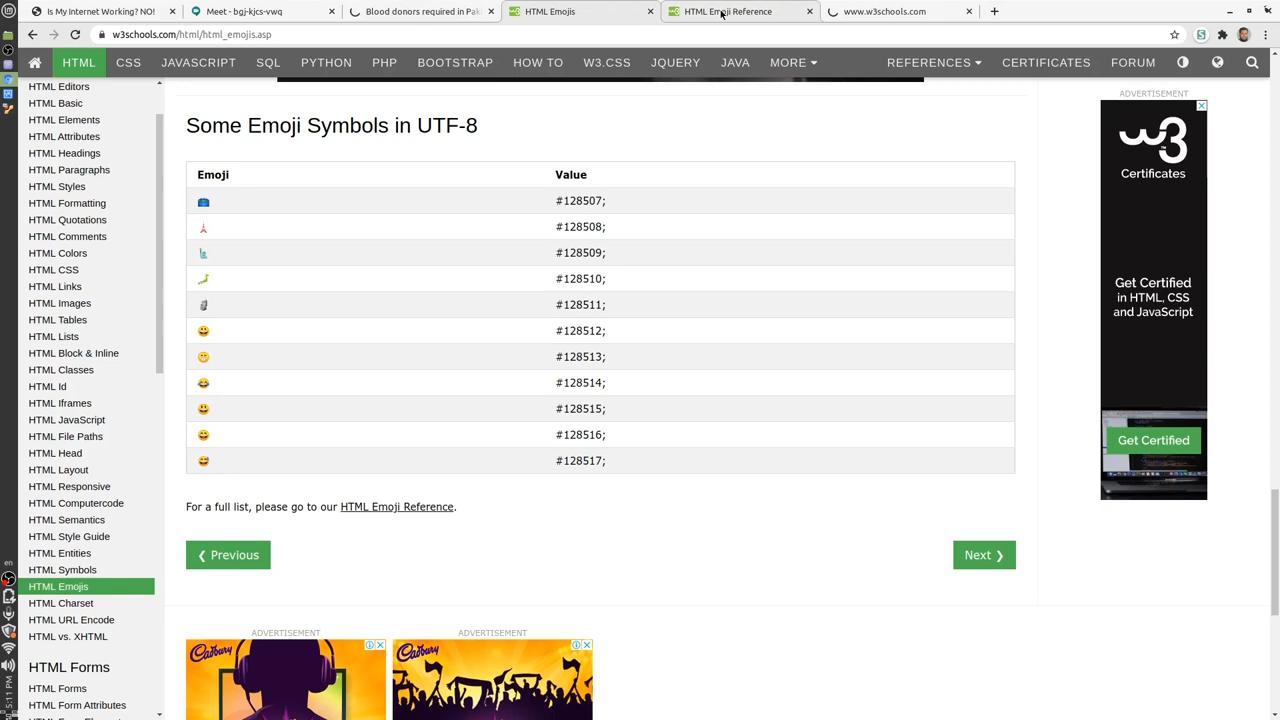 Is My Internet Working? NO!
Meet - bgj-kjcs-vwq
Blood donors required in Pak
HTML Emojis
HTML Emoji Reference
www.w3schools.com
w3schools.com/html/html_emojis.asp
HTML CSS JAVASCRIPT SQL PYTHON PHP BOOTSTRAP HOW TO W3.CSS JQUERY JAVA MORE REFERENCES CERTIFICATES FORUM
HTML Editors
HTML Basic
HTML Elements
HTML Attributes
HTML Headings
HTML Paragraphs
HTML Styles
HTML Formatting
HTML Quotations
HTML Comments
HTML Colors
HTML CSS
HTML Links
HTML Images
HTML Tables
HTML Lists
HTML Block & Inline
HTML Classes
HTML Id
HTML Iframes
HTML JavaScript
HTML File Paths
HTML Head
HTML Layout
HTML Responsive
HTML Computercode
HTML Semantics
HTML Style Guide
HTML Entities
HTML Symbols
HTML Emojis
HTML Charset
HTML URL Encode
HTML vs. XHTML
HTML Forms
HTML Forms
HTML Form Attributes
Some Emoji Symbols in UTF-8
Emoji Value
🗻 #128507;
🗼 #128508;
🗽 #128509;
🗾 #128510;
🗿 #128511;
😀 #128512;
😁 #128513;
😂 #128514;
😃 #128515;
😄 #128516;
😅 #128517;
For a full list, please go to our HTML Emoji Reference.
❮ Previous
Next ❯
ADVERTISEMENT
Cadbury
ADVERTISEMENT
Cadbury
ADVERTISEMENT
w3
Certificates
Get Certified
in HTML, CSS
and JavaScript
Get Certified
en
5:11 PM